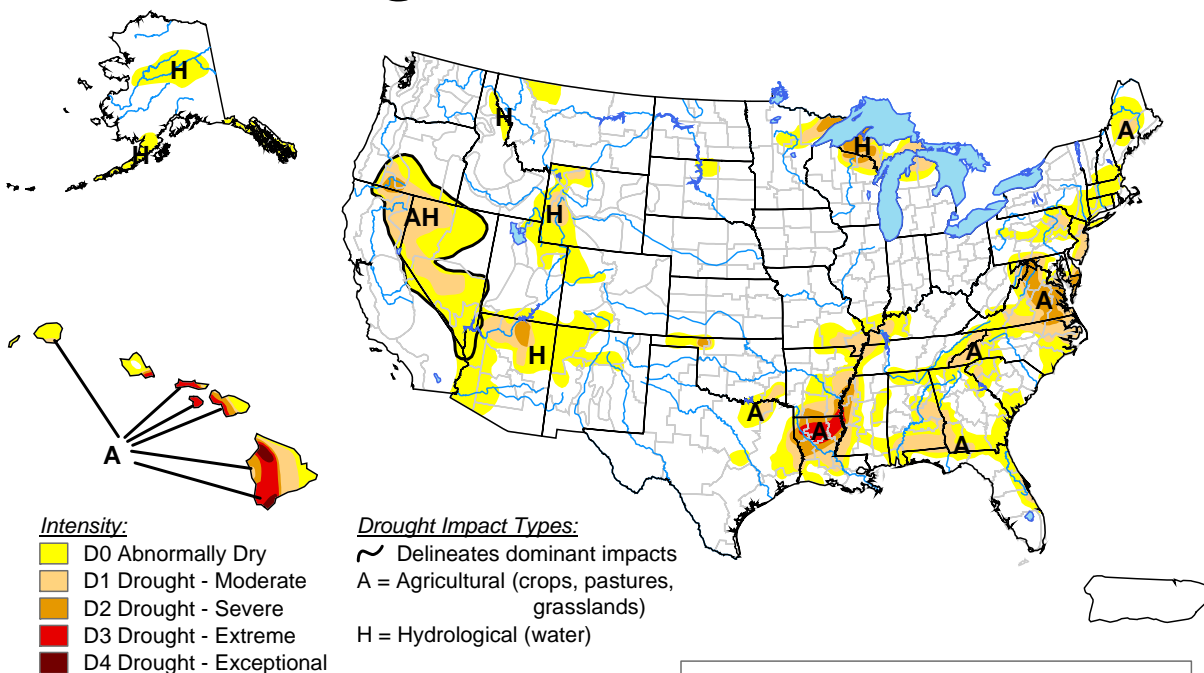 H
H
H
A
H
AH
H
A
H
A
A
A
A
A
A
Intensity:
D0 Abnormally Dry
D1 Drought - Moderate
D2 Drought - Severe
D3 Drought - Extreme
D4 Drought - Exceptional
Drought Impact Types:
Delineates dominant impacts
A = Agricultural (crops, pastures,
grasslands)
H = Hydrological (water)